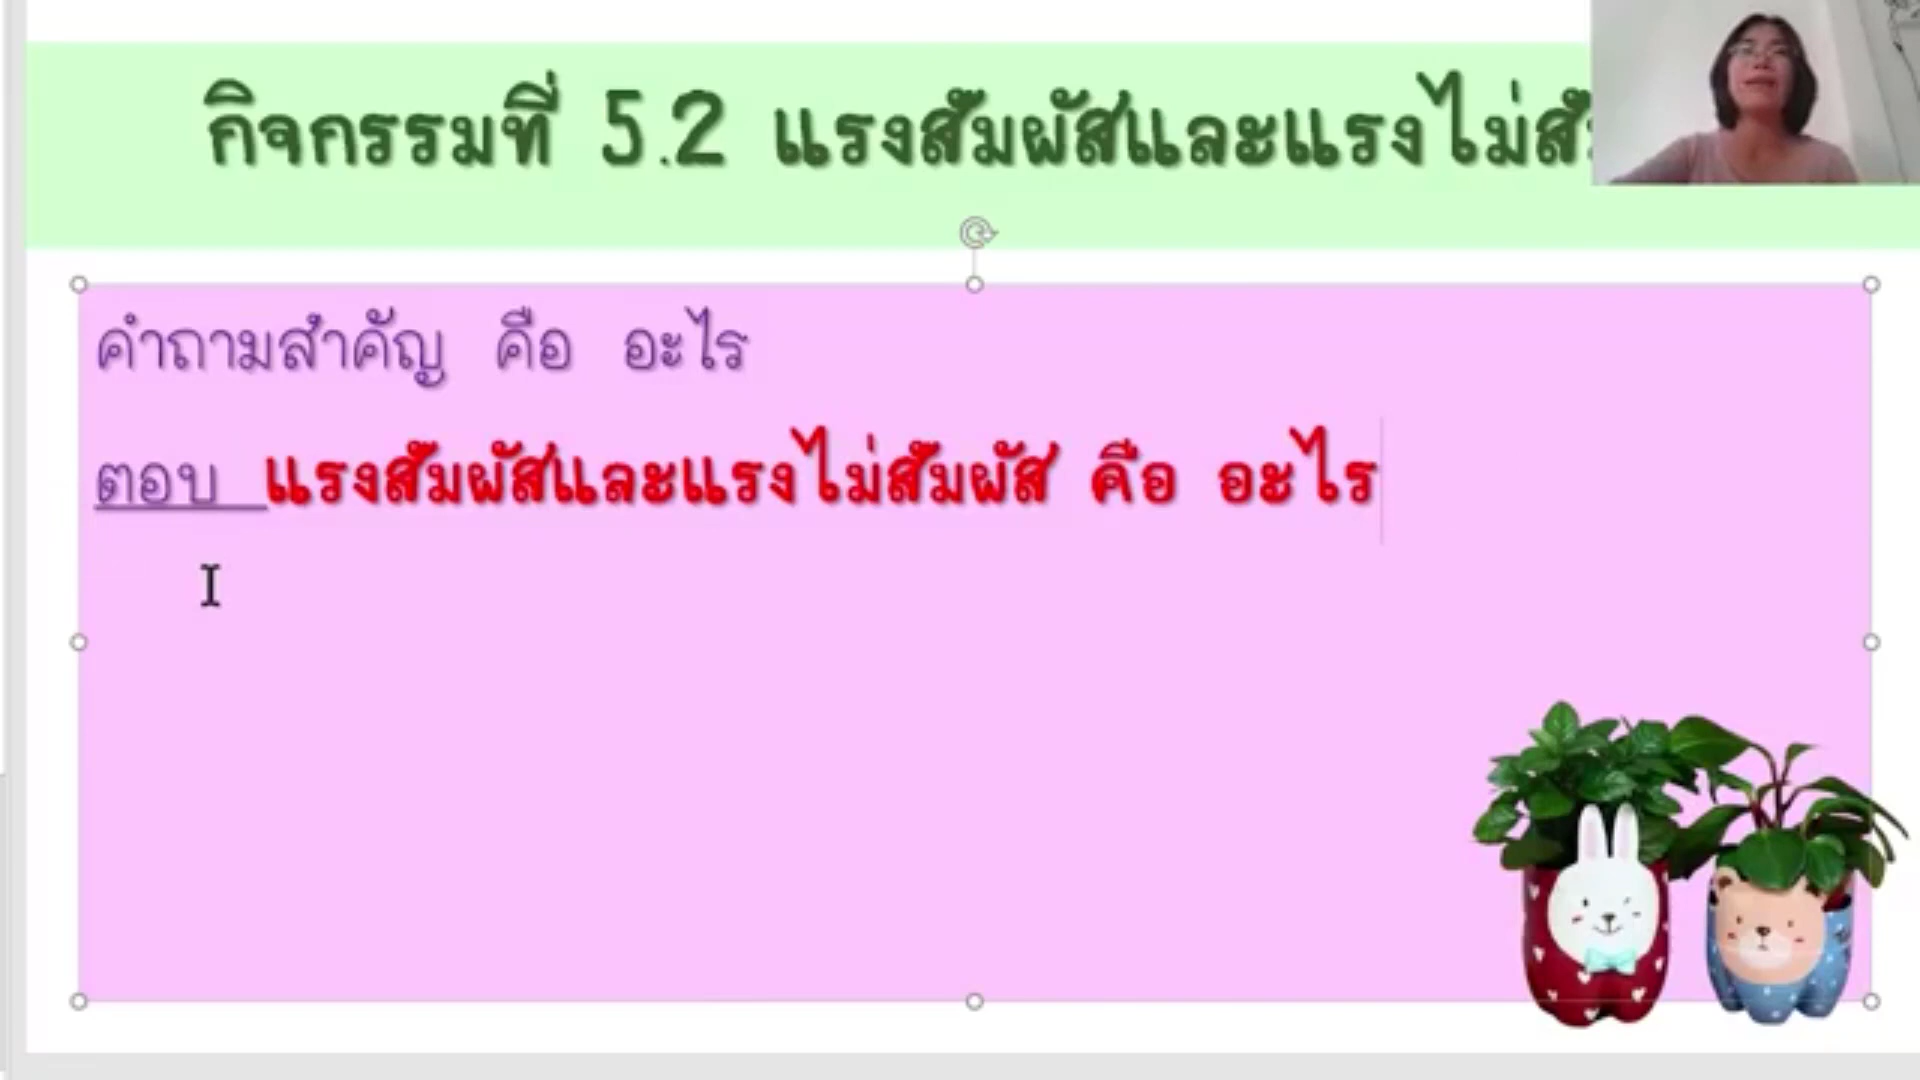 กิจกรรมที่ 5.2 แรงสัมผัสและแรงไม่
คำถามสำคัญ คือ อะไร
ตอบ แรงสัมผัสและแรงไม่สัมผัส คือ อะไร